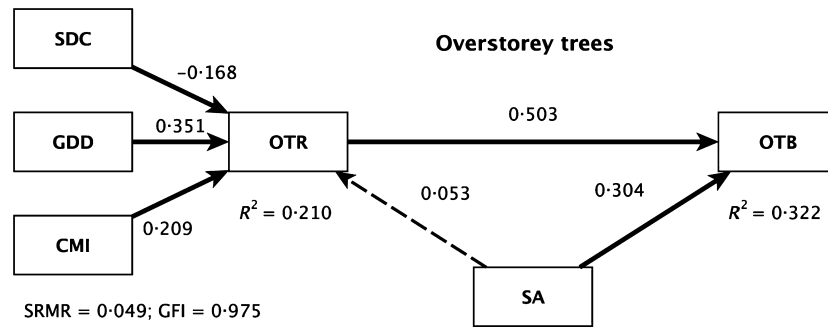 SDC
Overstorey trees
−0·168
GDD
0·351
OTR
0·503
OTB
0·053
0·304
CMI
0·209
R² = 0·210
R² = 0·322
SA
SRMR = 0·049; GFI = 0·975